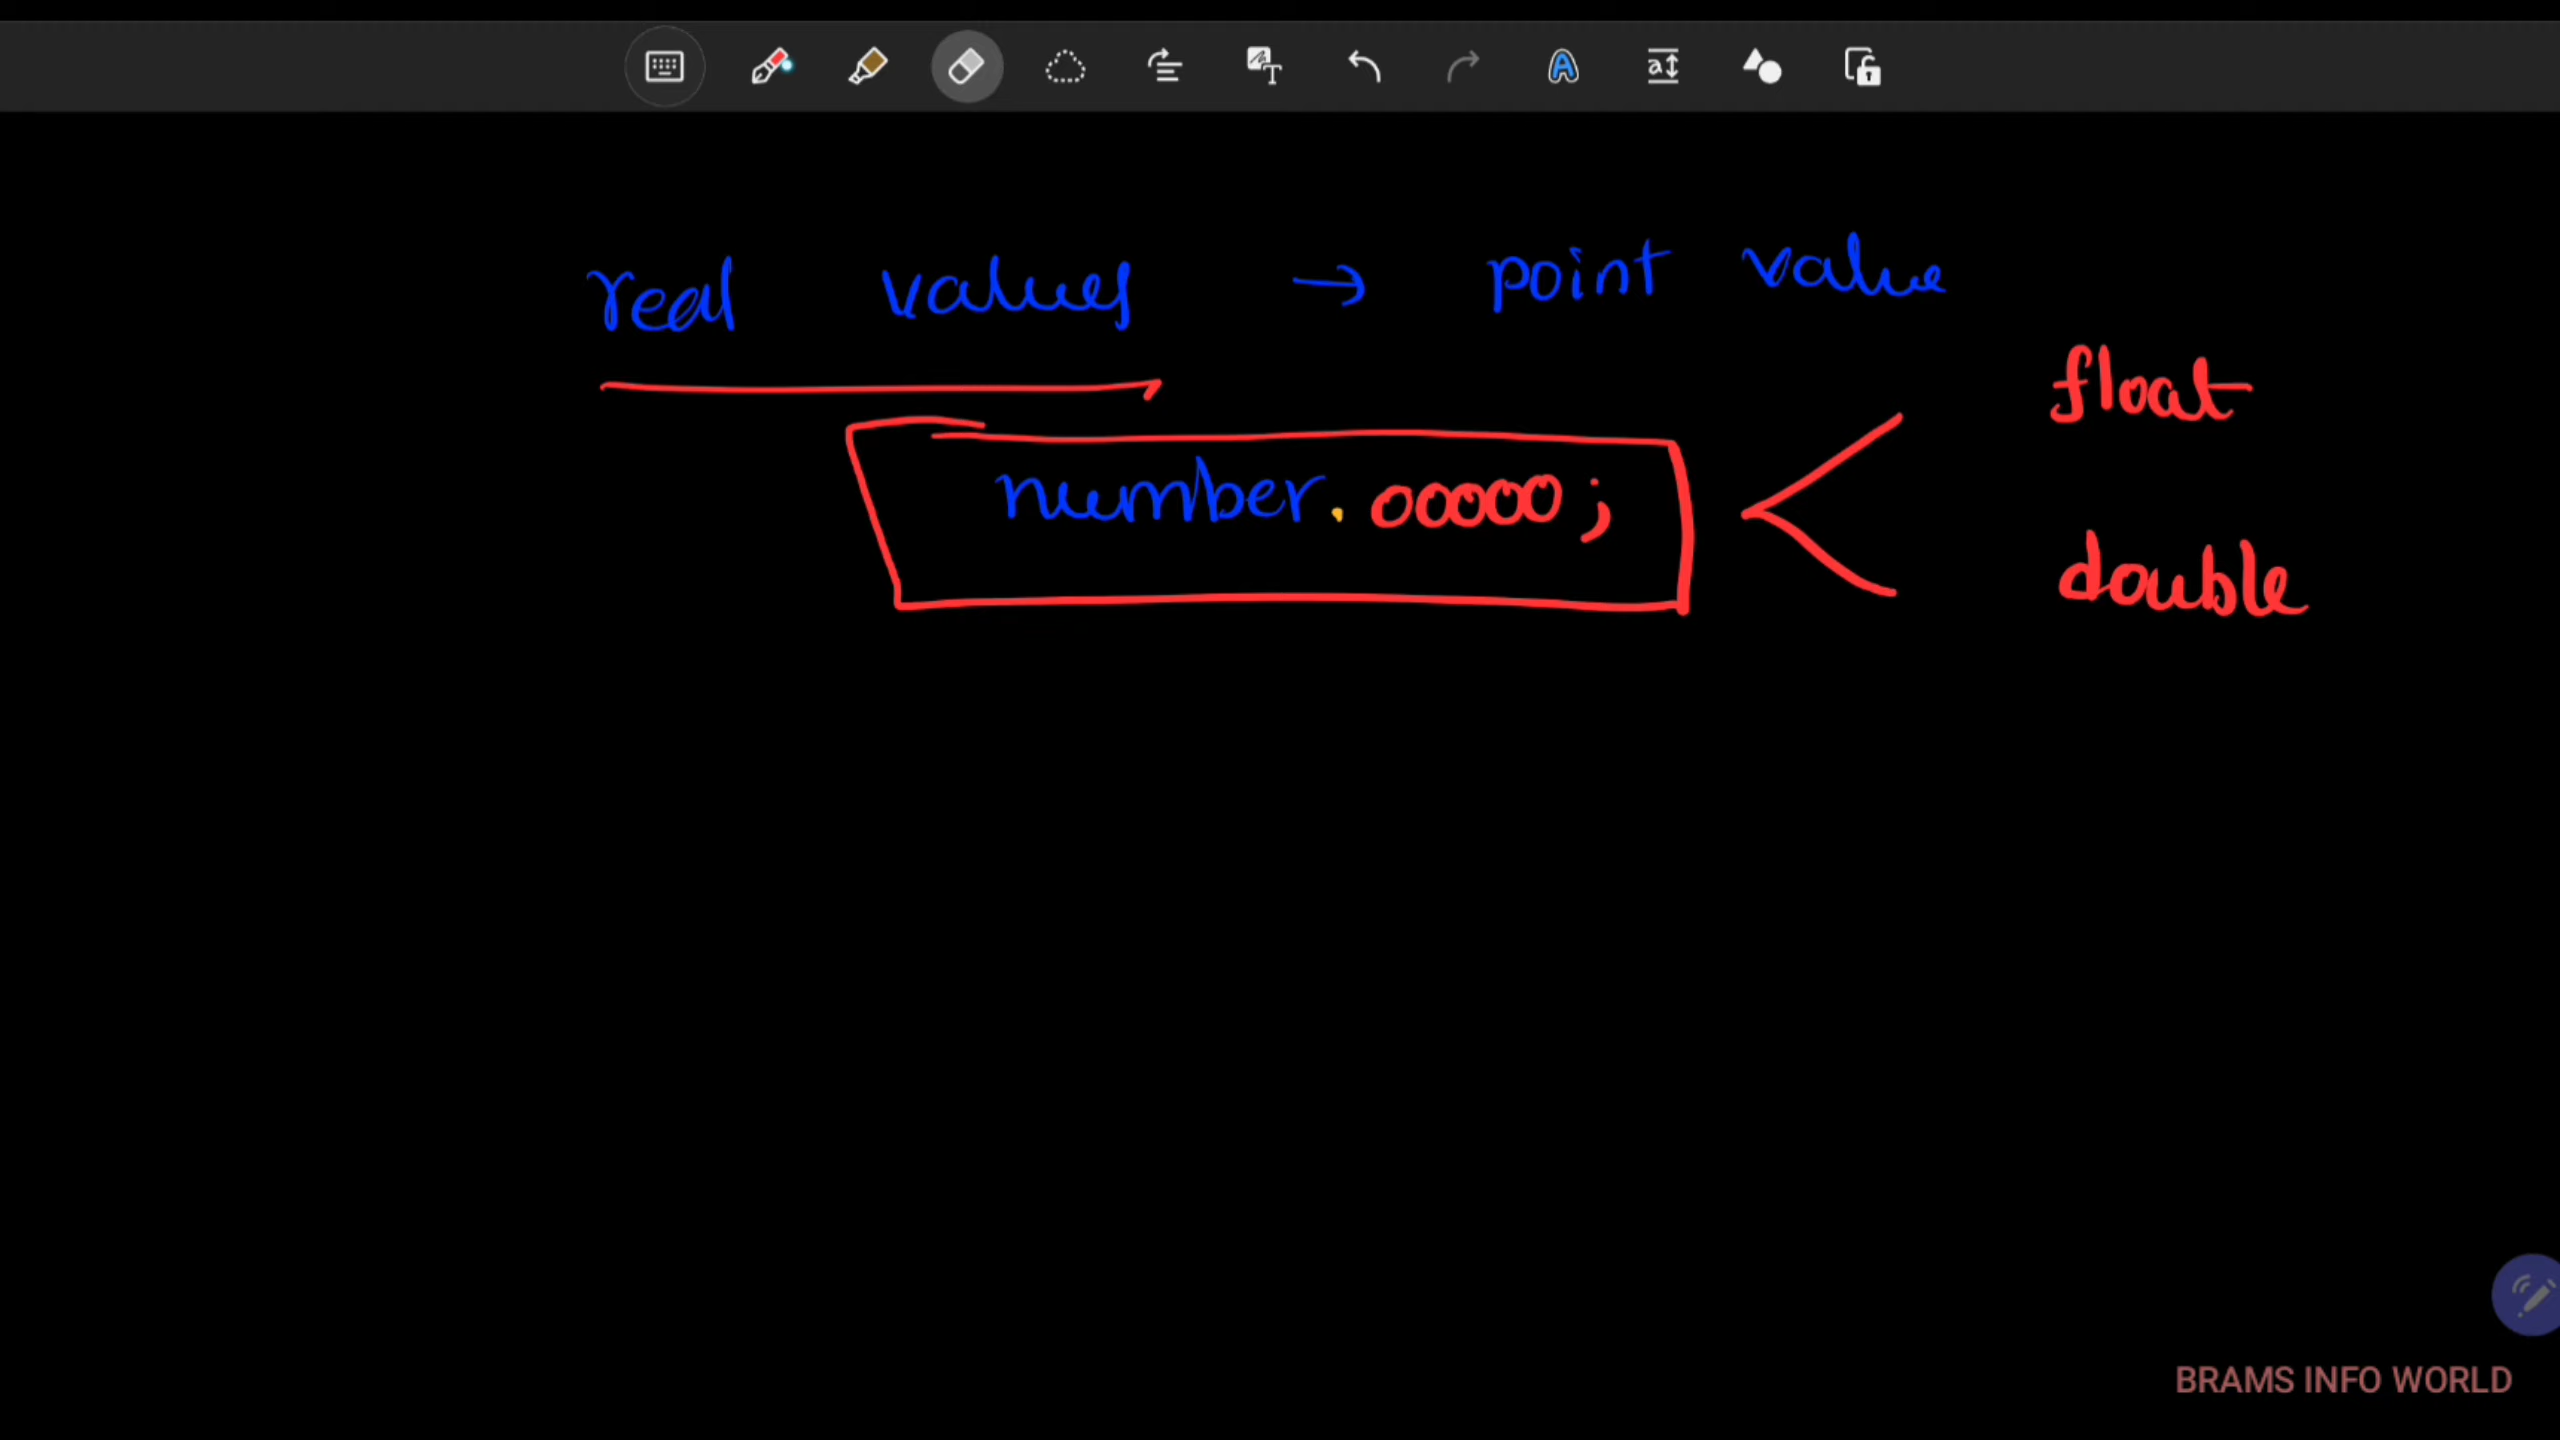 real values → point value
float
number.00000;
double
BRAMS INFO WORLD